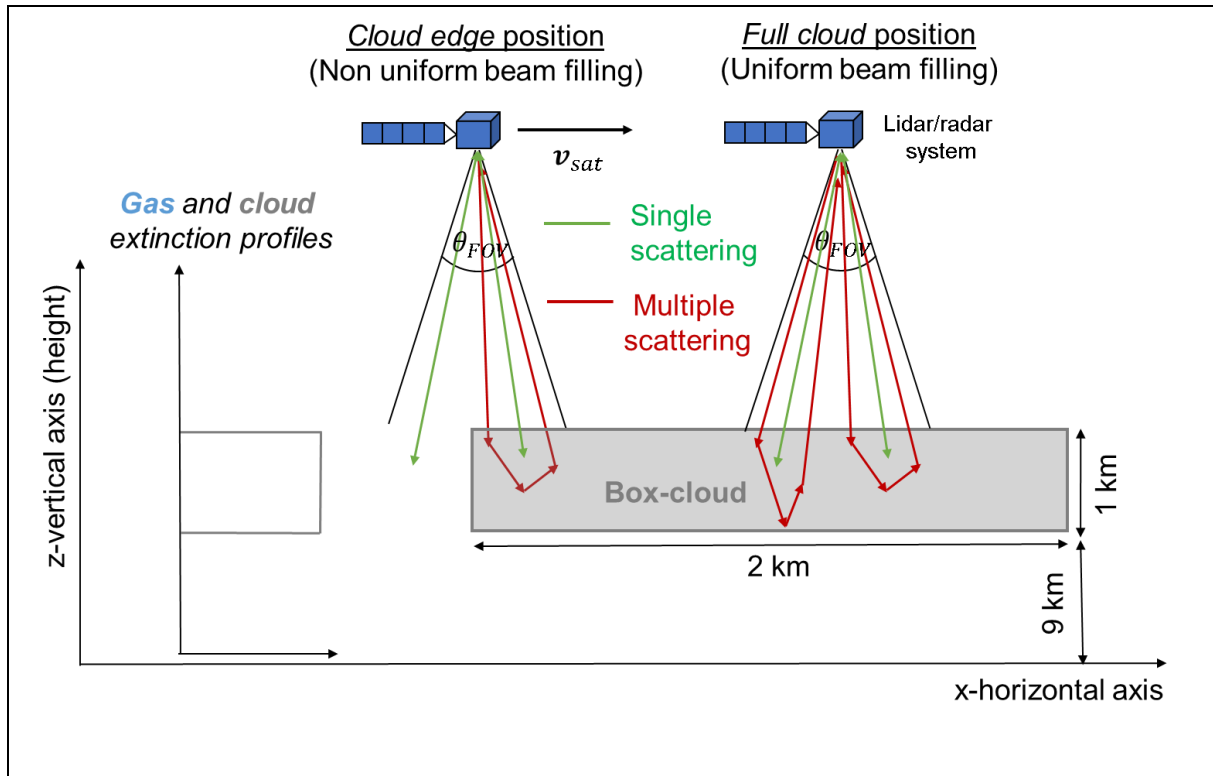 Cloud edge position
(Non uniform beam filling)
Full cloud position
(Uniform beam filling)
Lidar/radar
system
v_sat
Gas and cloud
extinction profiles
θ_FOV
Single
scattering
θ_FOV
Multiple
scattering
z-vertical axis (height)
Box-cloud
1 km
2 km
9 km
x-horizontal axis